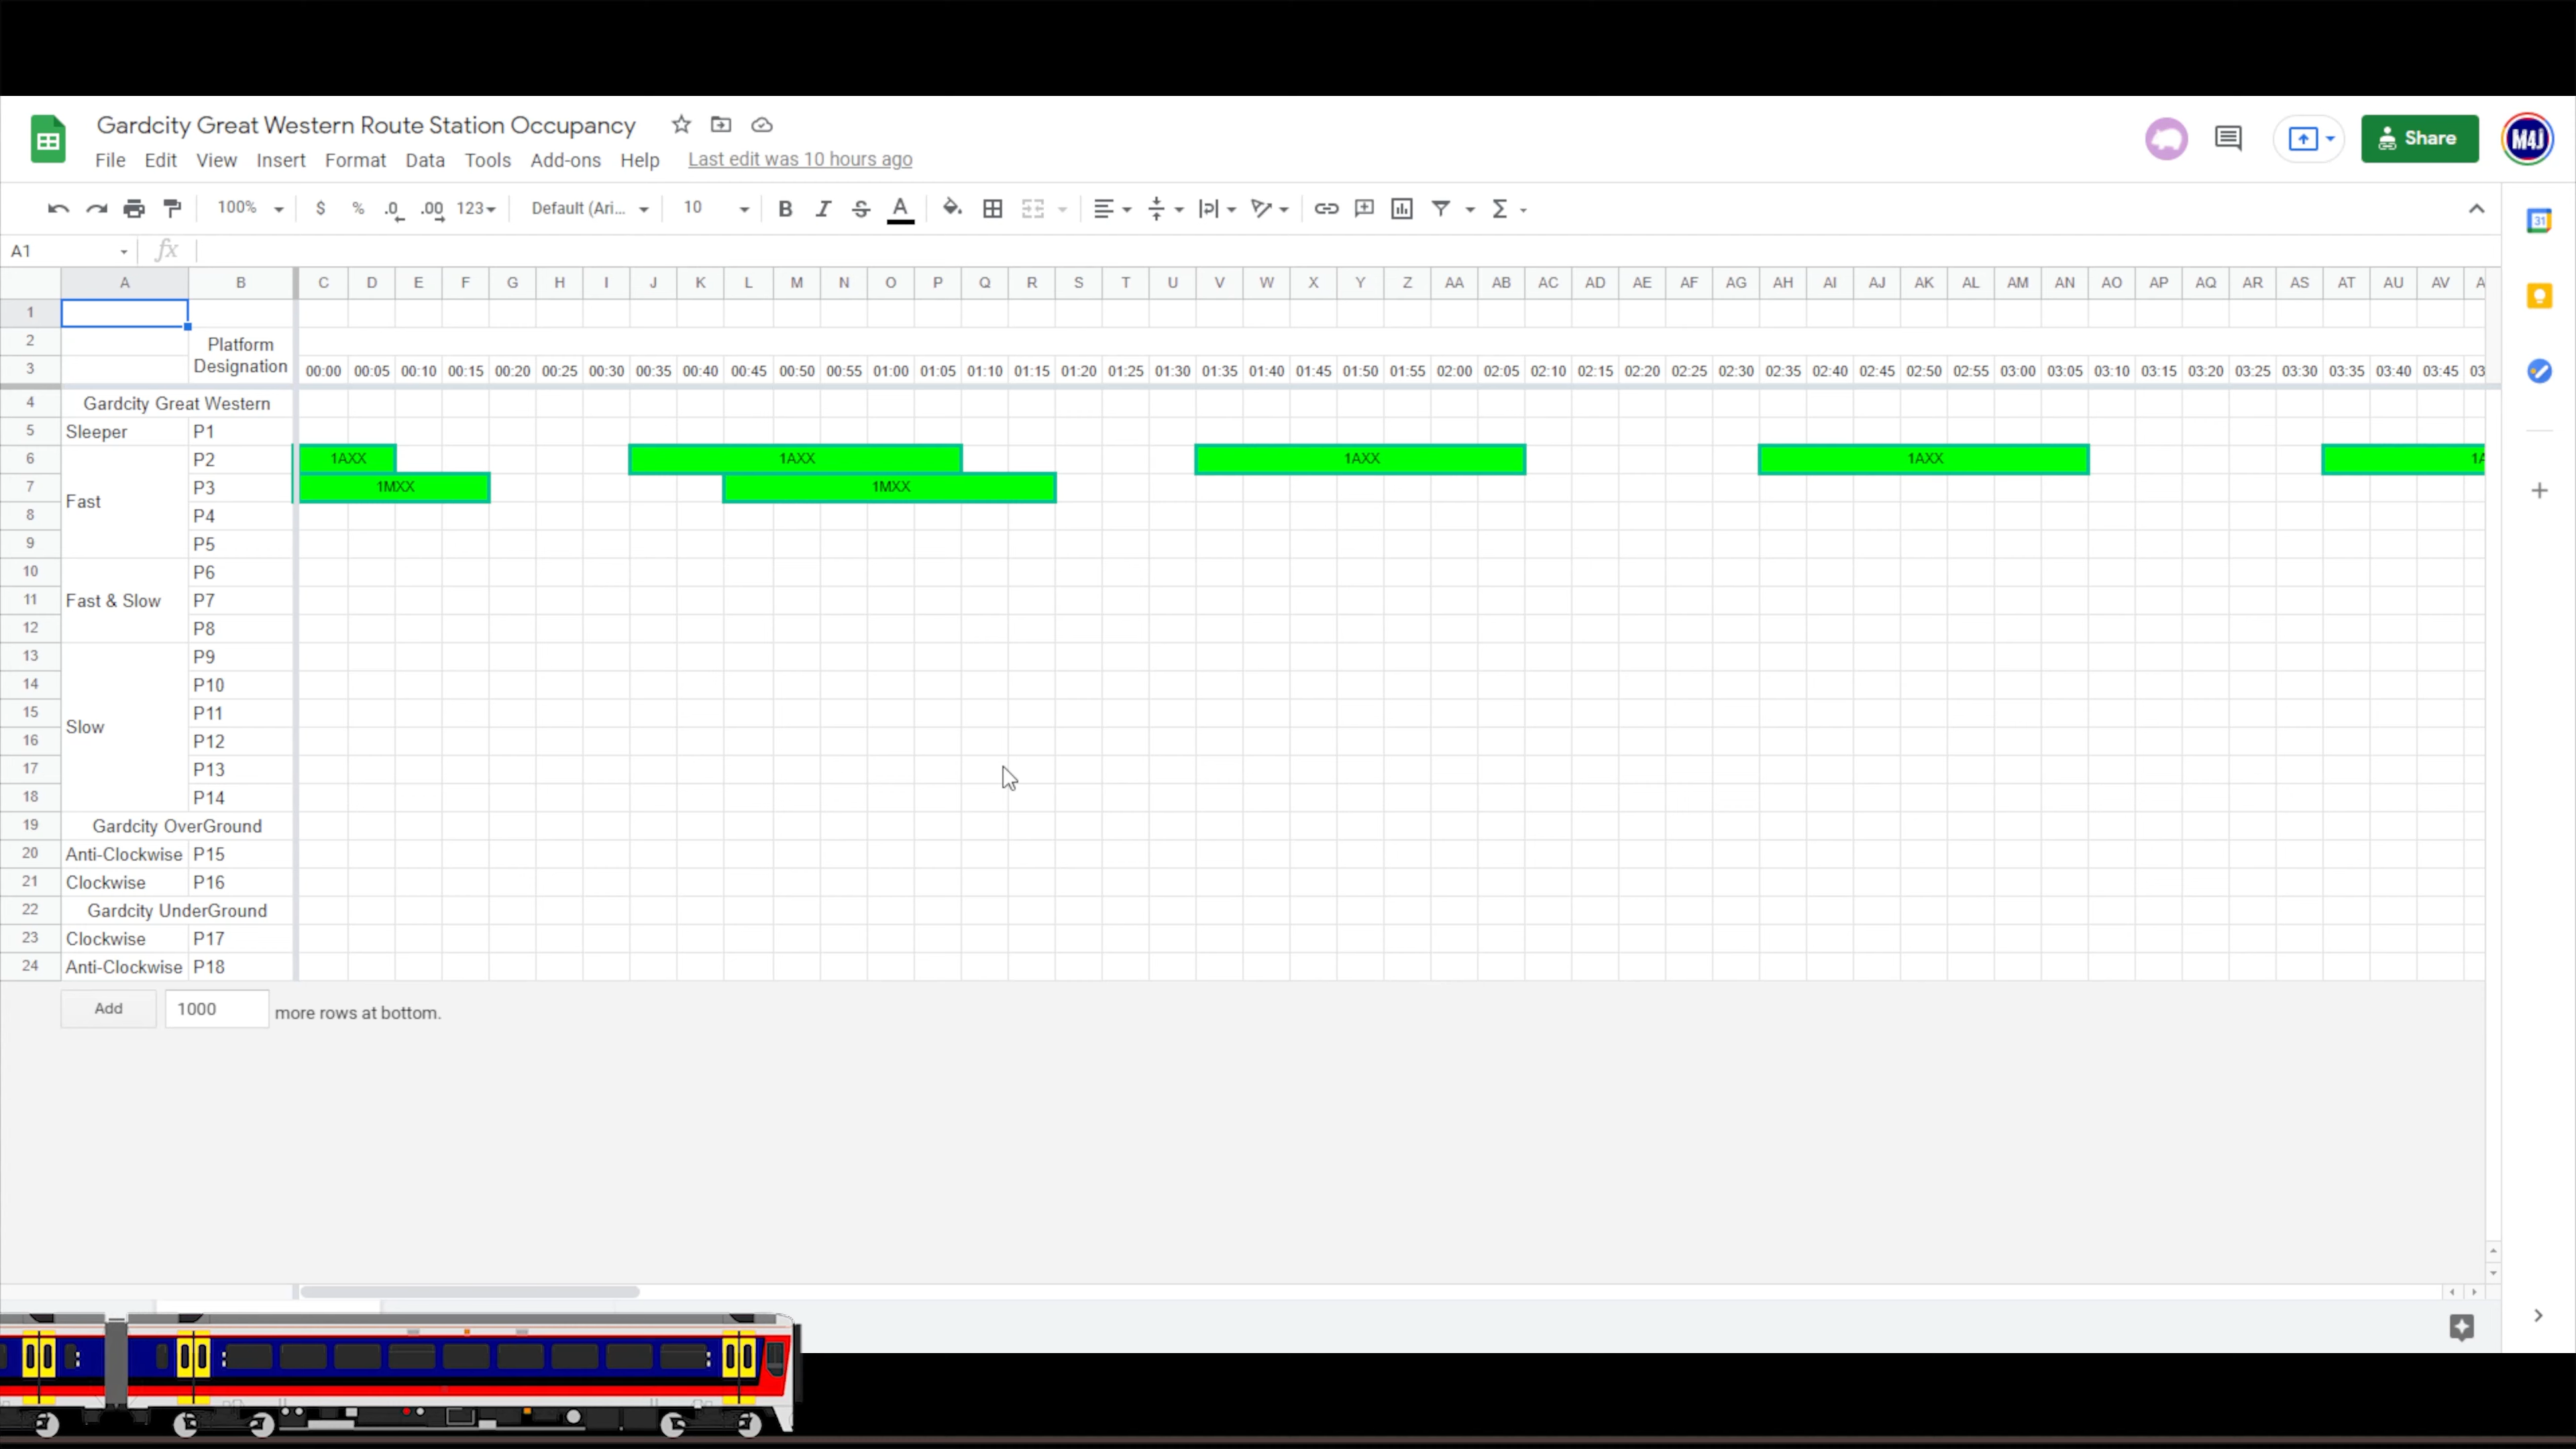 Gardcity Great Western Route Station Occupancy
File Edit View Insert Format Data Tools Add-ons Help Last edit was 10 hours ago
Share
M4J
100% $ % .0 .00 123 Default (Ari... 10 B I S A Σ
31
A1 fx
A B C D E F G H I J K L M N O P Q R S T U V W X Y Z AA AB AC AD AE AF AG AH AI AJ AK AL AM AN AO AP AQ AR AS AT AU AV A
1
2 Platform
3 Designation 00:00 00:05 00:10 00:15 00:20 00:25 00:30 00:35 00:40 00:45 00:50 00:55 01:00 01:05 01:10 01:15 01:20 01:25 01:30 01:35 01:40 01:45 01:50 01:55 02:00 02:05 02:10 02:15 02:20 02:25 02:30 02:35 02:40 02:45 02:50 02:55 03:00 03:05 03:10 03:15 03:20 03:25 03:30 03:35 03:40 03:45 03
4 Gardcity Great Western
5 Sleeper P1
6 P2 1AXX 1AXX 1AXX 1AXX 1A
7 Fast P3 1MXX 1MXX
8 P4
9 P5
10 P6
11 Fast & Slow P7
12 P8
13 P9
14 P10
15 Slow P11
16 P12
17 P13
18 P14
19 Gardcity OverGround
20 Anti-Clockwise P15
21 Clockwise P16
22 Gardcity UnderGround
23 Clockwise P17
24 Anti-Clockwise P18
Add 1000 more rows at bottom.